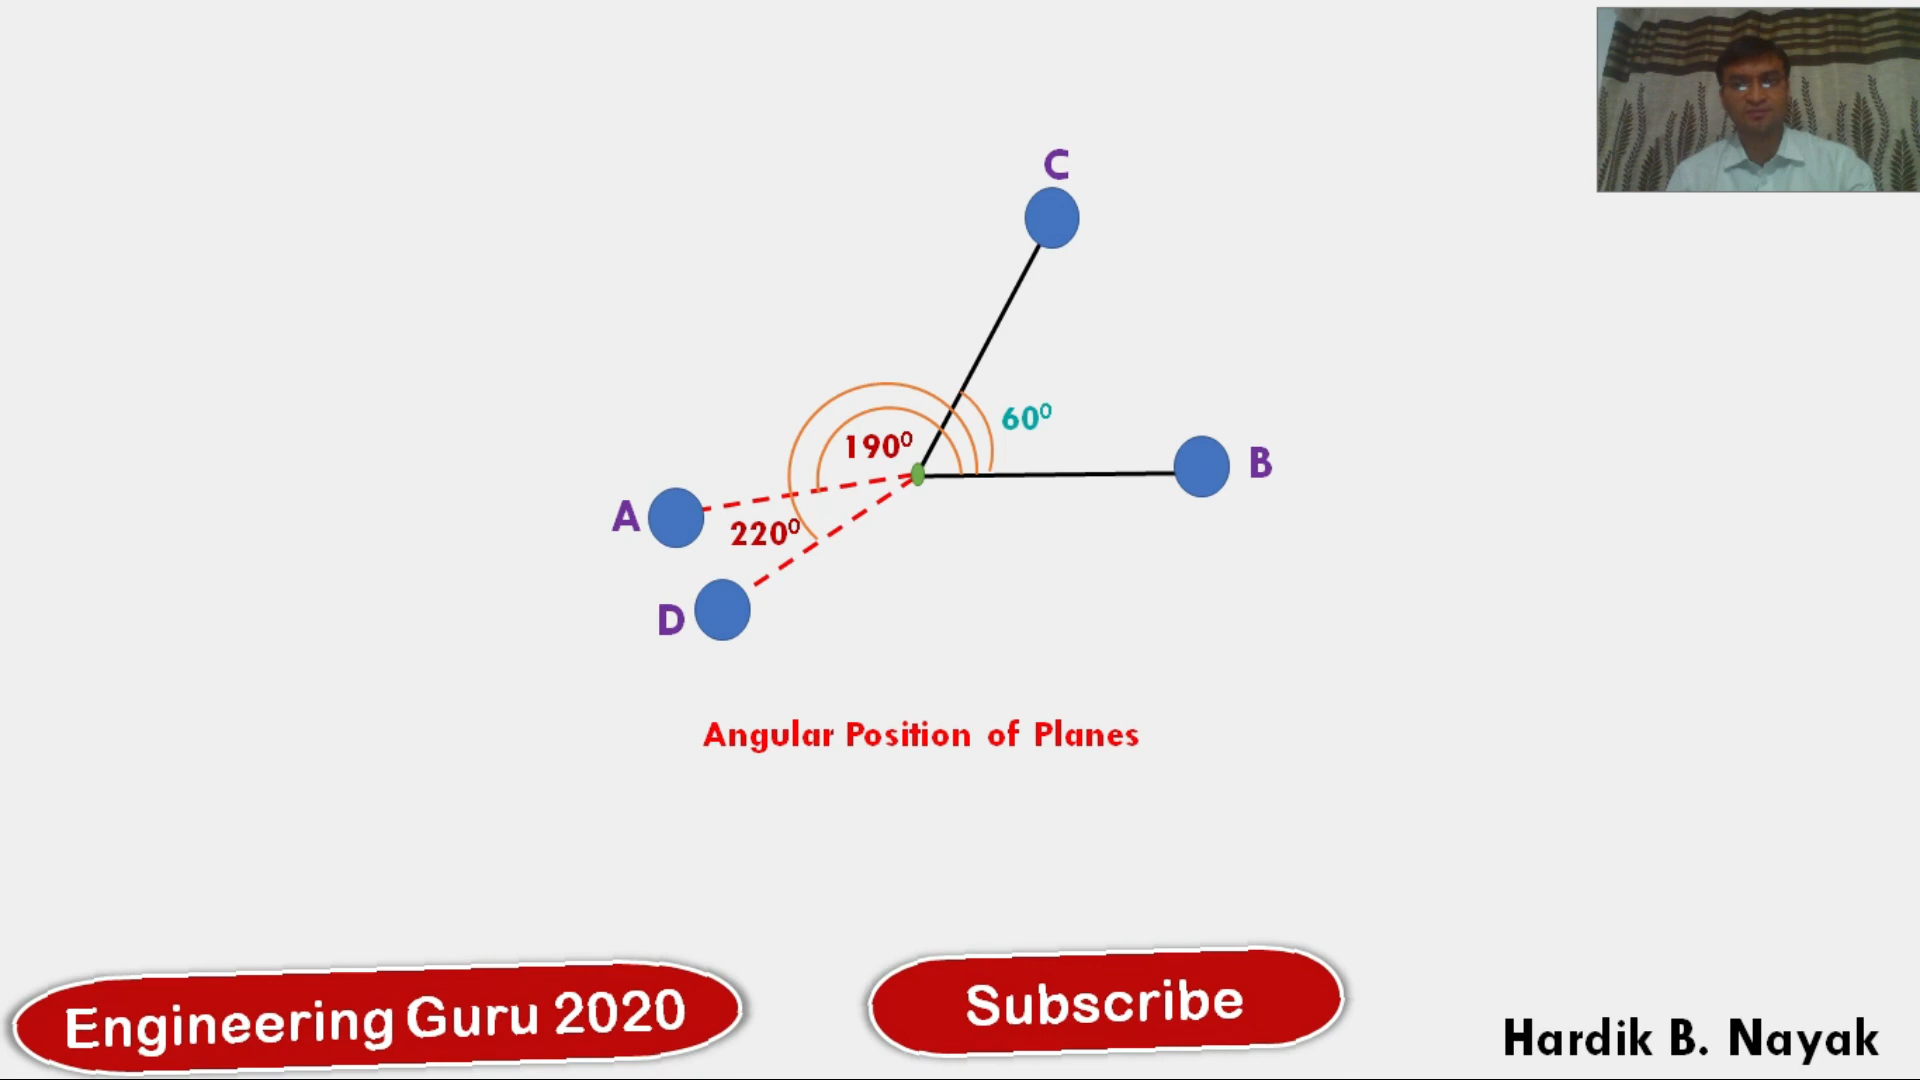 C
60⁰
190⁰
B
A
220⁰
D
Angular Position of Planes
Engineering Guru 2020
Subscribe
Hardik B. Nayak